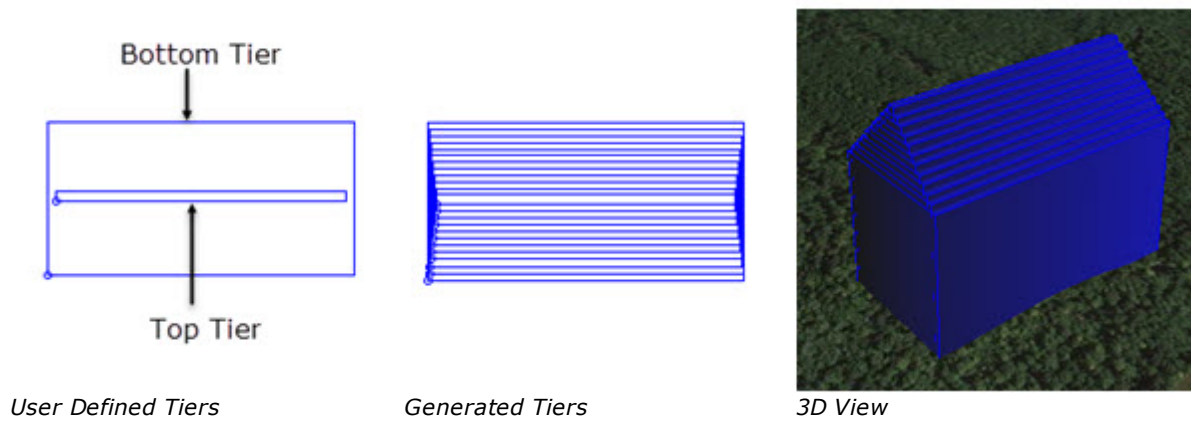 Bottom Tier
Top Tier
User Defined Tiers
Generated Tiers
3D View